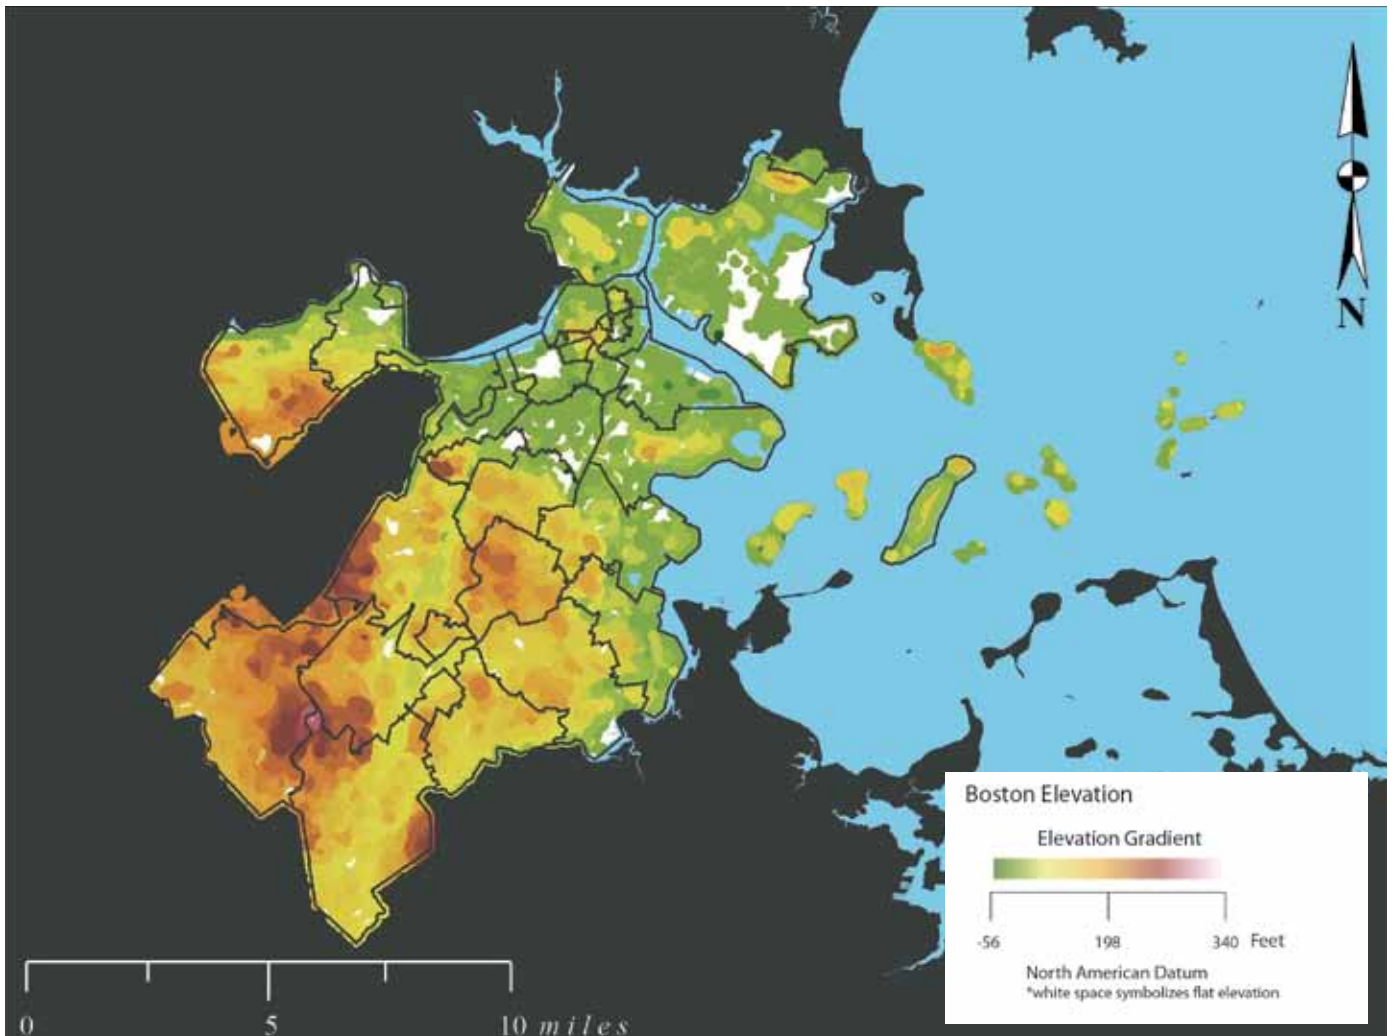 N
Boston Elevation
Elevation Gradient
-56 198 340 Feet
North American Datum
*white space symbolizes flat elevation
0 5 10 miles